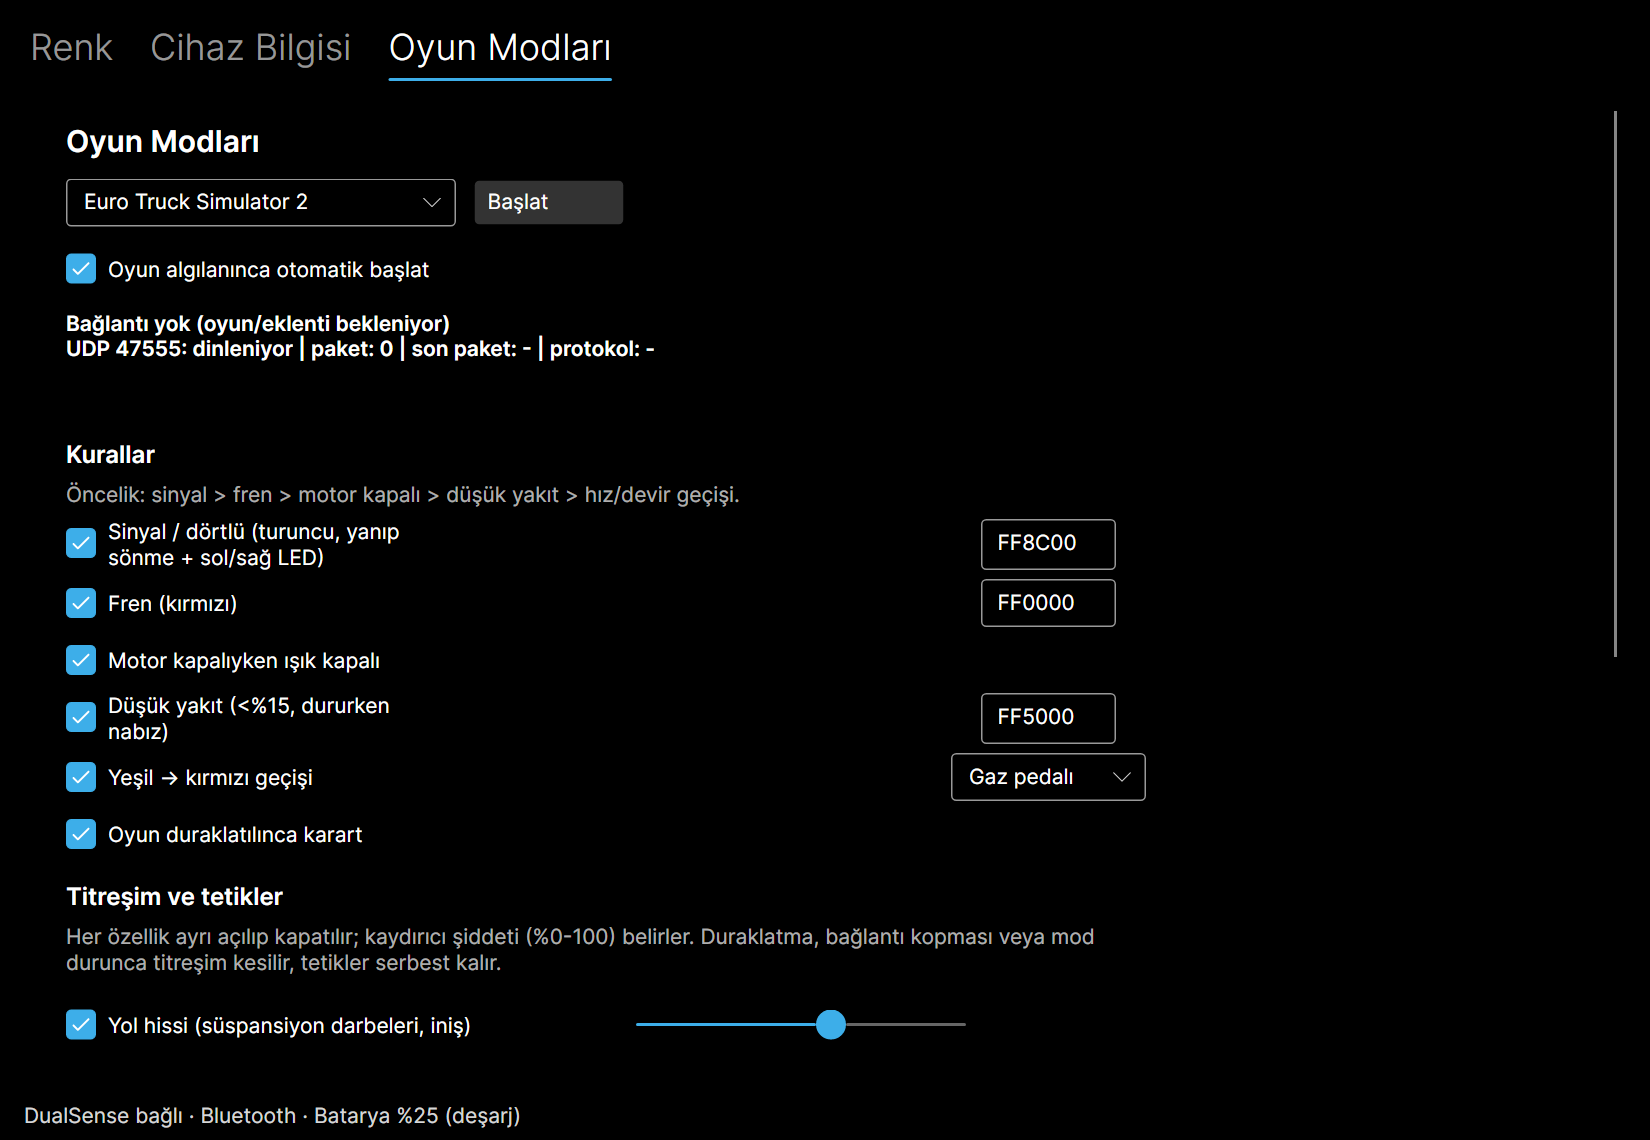 Renk Cihaz Bilgisi Oyun Modları
Oyun Modları
Euro Truck Simulator 2 Başlat
Oyun algılanınca otomatik başlat
Bağlantı yok (oyun/eklenti bekleniyor)
UDP 47555: dinleniyor | paket: 0 | son paket: - | protokol: -
Kurallar
Öncelik: sinyal > fren > motor kapalı > düşük yakıt > hız/devir geçişi.
Sinyal / dörtlü (turuncu, yanıp
sönme + sol/sağ LED)
FF8C00
Fren (kırmızı) FF0000
Motor kapalıyken ışık kapalı
Düşük yakıt (<%15, dururken
nabız)
FF5000
Yeşil → kırmızı geçişi Gaz pedalı
Oyun duraklatılınca karart
Titreşim ve tetikler
Her özellik ayrı açılıp kapatılır; kaydırıcı şiddeti (%0-100) belirler. Duraklatma, bağlantı kopması veya mod
durunca titreşim kesilir, tetikler serbest kalır.
Yol hissi (süspansiyon darbeleri, iniş)
DualSense bağlı · Bluetooth · Batarya %25 (deşarj)